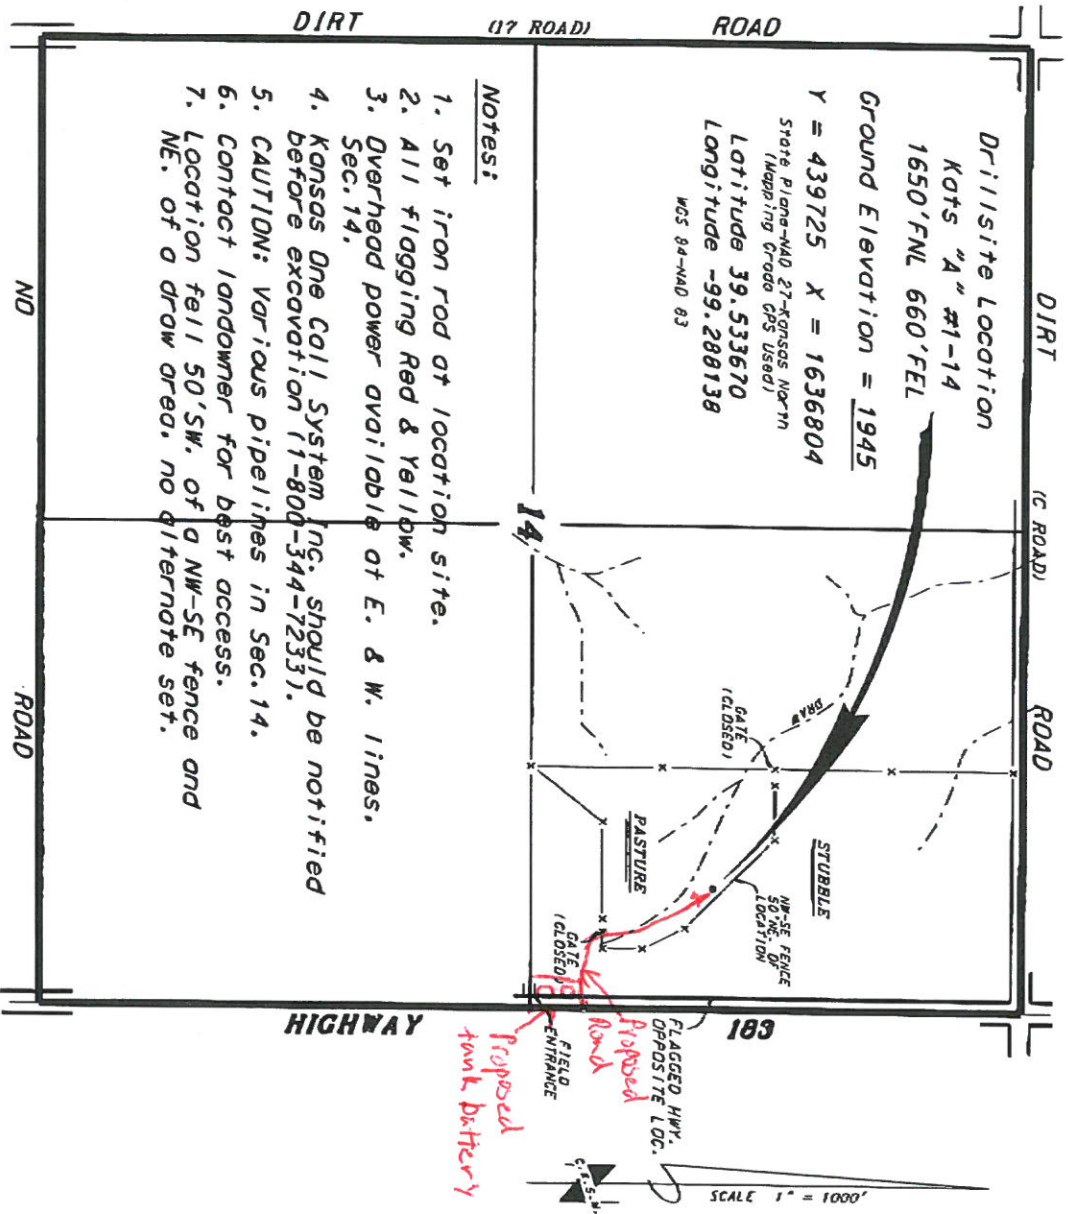 DIRT
(17 ROAD)
ROAD
DIRT
(G ROAD)
ROAD
Drillsite Location
Kats "A" #1-14
1650'FNL 660'FEL
Ground Elevation = 1945
Y = 439725 X = 1636804
State Plane-NAD 27-Kansas North
(Mapping Grade GPS Used)
Latitude 39.533670
Longitude -99.288138
WGS 84-NAD 83
14
DRAW
GATE
(CLOSED)
STUBBLE
PASTURE
NW-SE FENCE
50'NE. OF
LOCATION
GATE
(CLOSED)
Notes:
1. Set iron rod at location site.
2. All flagging Red & Yellow.
3. Overhead power available at E. & W. lines,
Sec.14.
4. Kansas One Call System Inc. should be notified
before excavation (1-800-344-7233).
5. CAUTION: Various pipelines in Sec.14.
6. Contact landowner for best access.
7. Location fell 50'SW. of a NW-SE fence and
NE. of a draw area, no alternate set.
NO
ROAD
HIGHWAY
183
FLAGGED HWY.
OPPOSITE LOC.
FIELD
ENTRANCE
Proposed
Road
Proposed
tank battery
SCALE 1" = 1000'